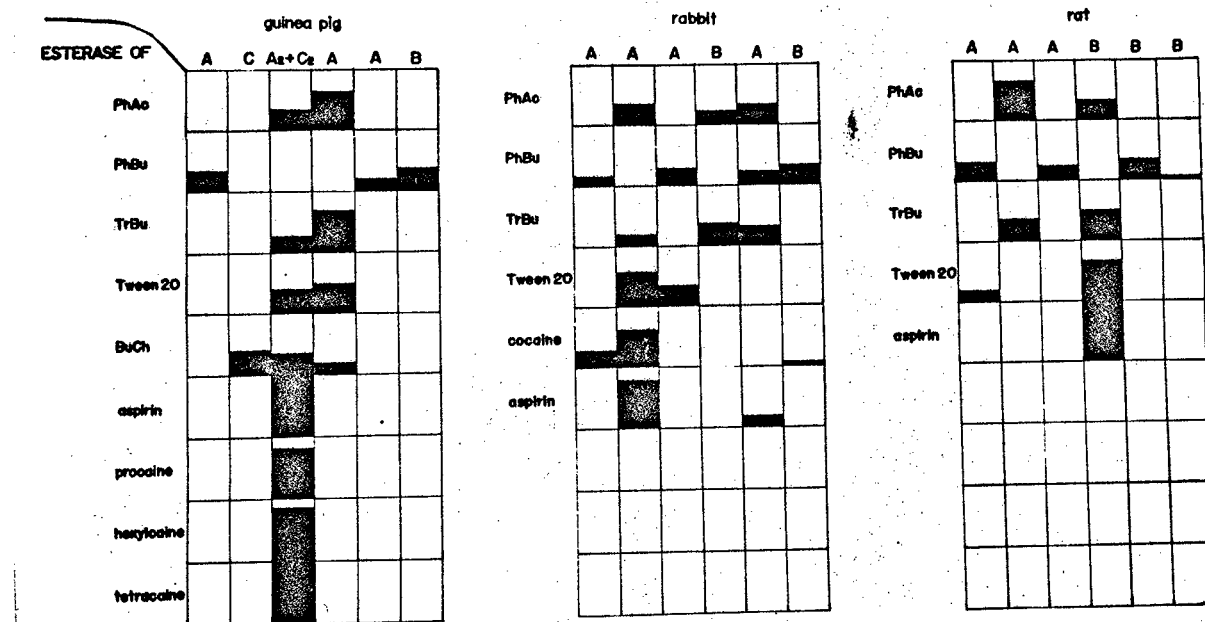 guinea pig
ESTERASE OF A C A₂+C₂ A A B
PhAc
PhBu
TrBu
Tween 20
BuCh
aspirin
procaine
hexylcaine
tetracaine
rabbit
A A A B A B
PhAc
PhBu
TrBu
Tween 20
cocaine
aspirin
rat
A A A B B B
PhAc
PhBu
TrBu
Tween 20
aspirin